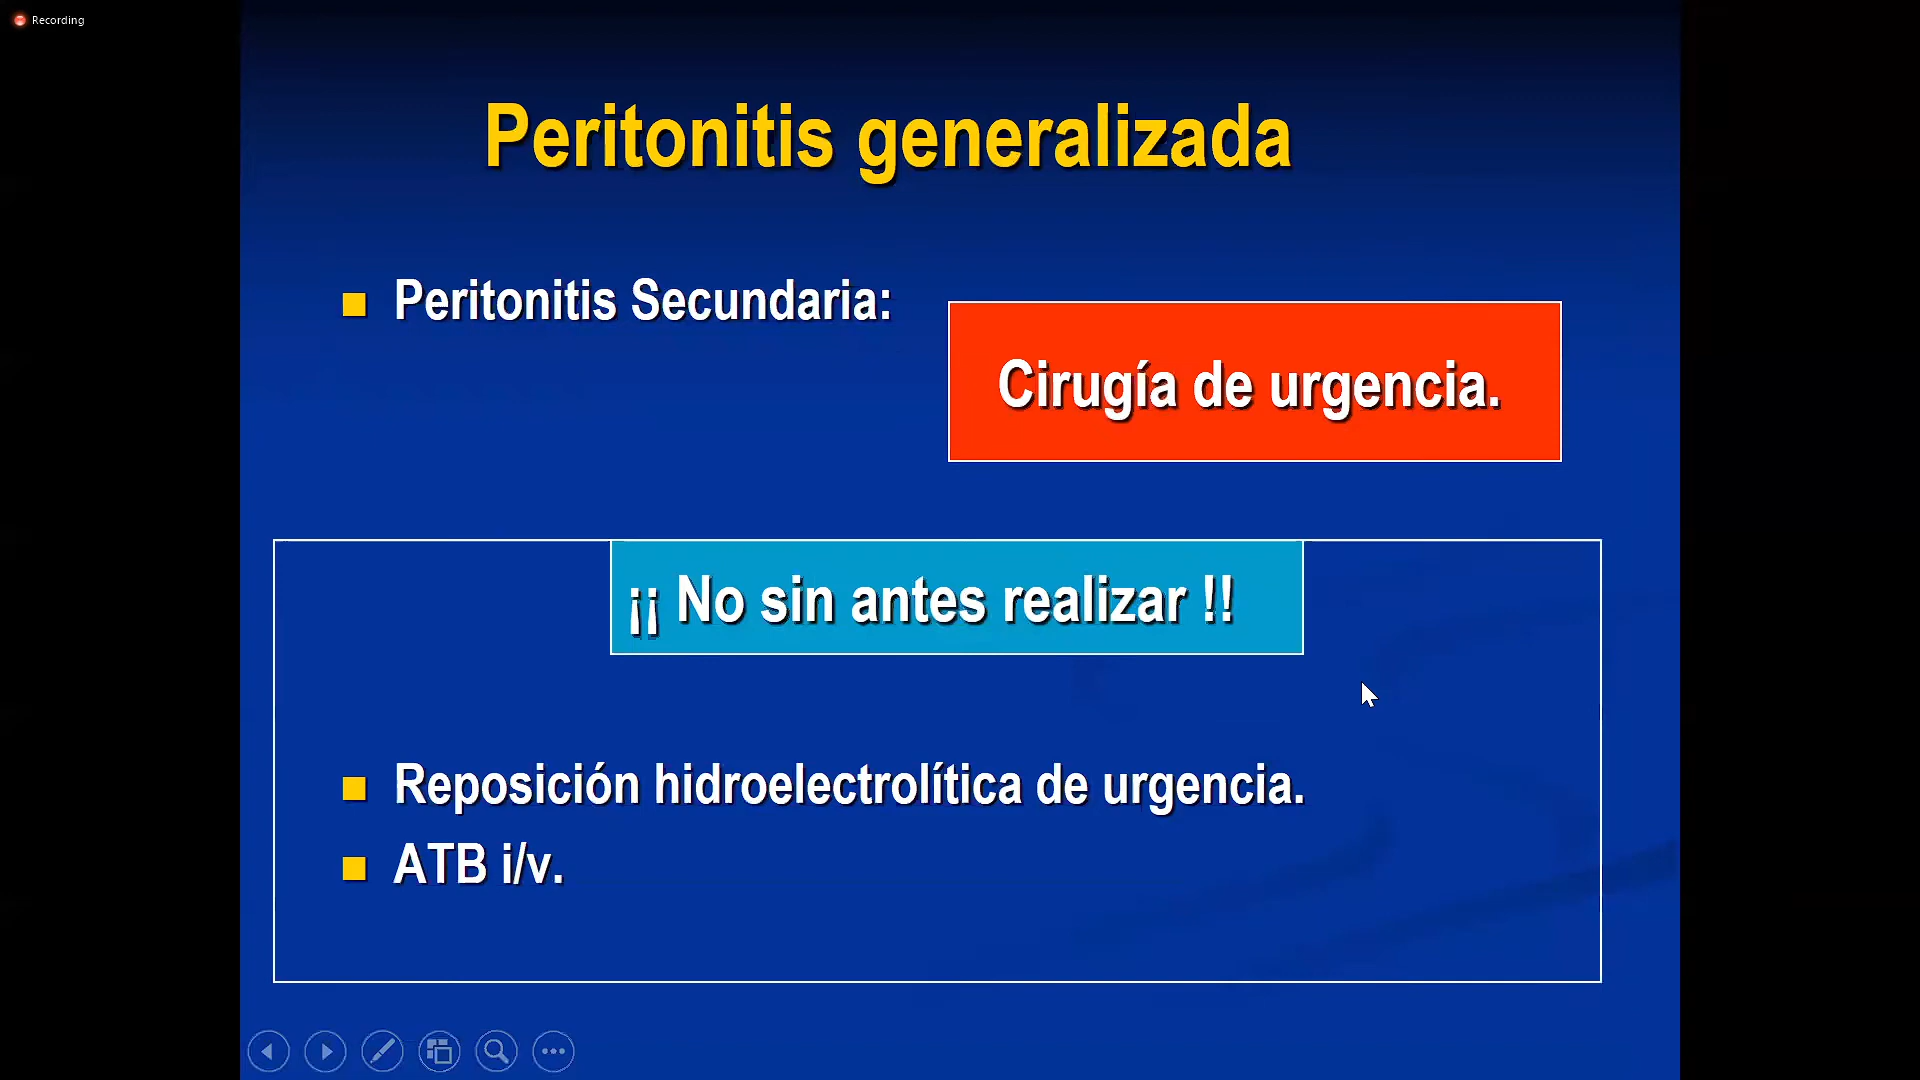 Recording
Peritonitis generalizada
Peritonitis Secundaria:
Cirugía de urgencia.
¡¡ No sin antes realizar !!
Reposición hidroelectrolítica de urgencia.
ATB i/v.